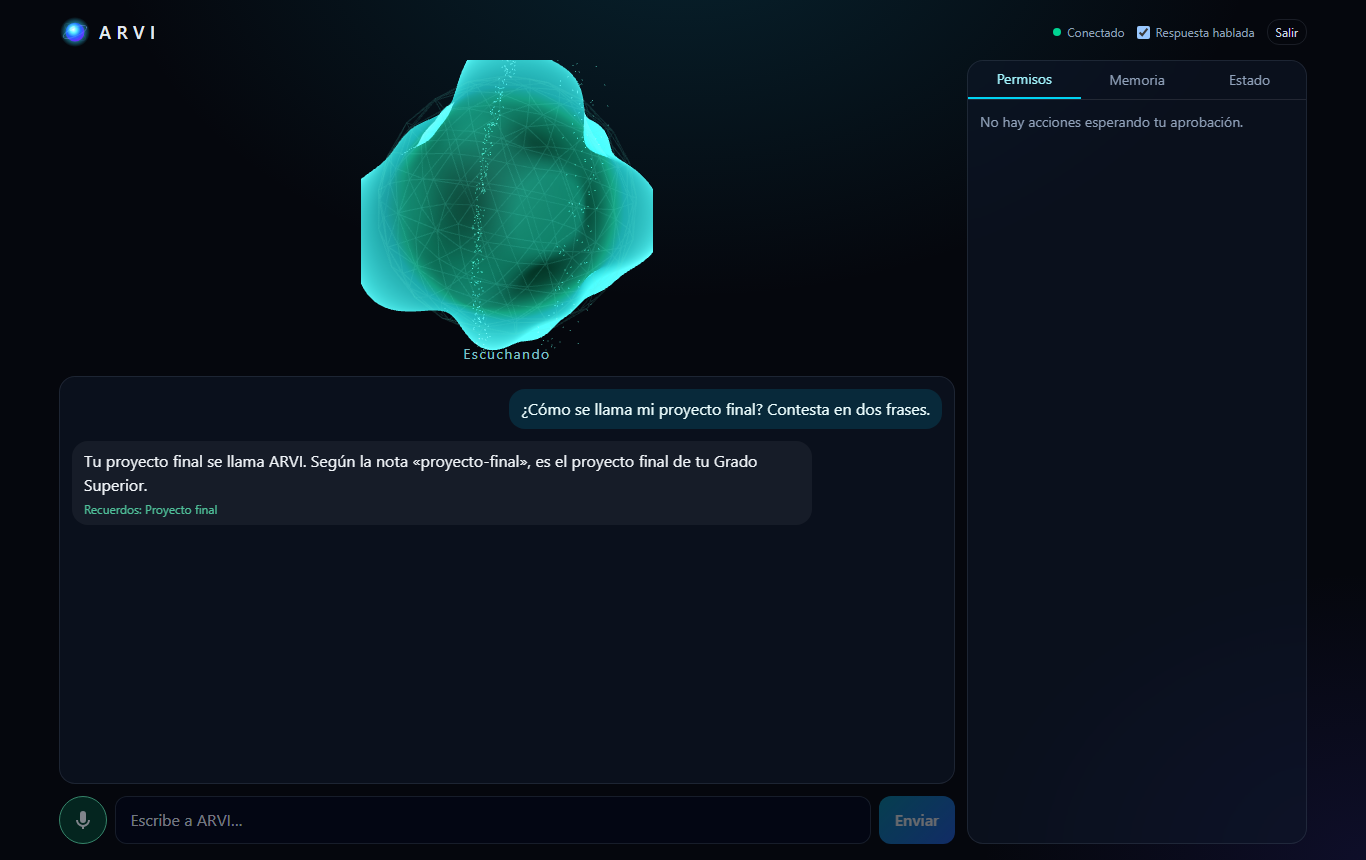 ARVI
Conectado
Respuesta hablada
Salir
Escuchando
¿Cómo se llama mi proyecto final? Contesta en dos frases.
Tu proyecto final se llama ARVI. Según la nota «proyecto-final», es el proyecto final de tu Grado
Superior.
Recuerdos: Proyecto final
Escribe a ARVI...
Enviar
Permisos
Memoria
Estado
No hay acciones esperando tu aprobación.